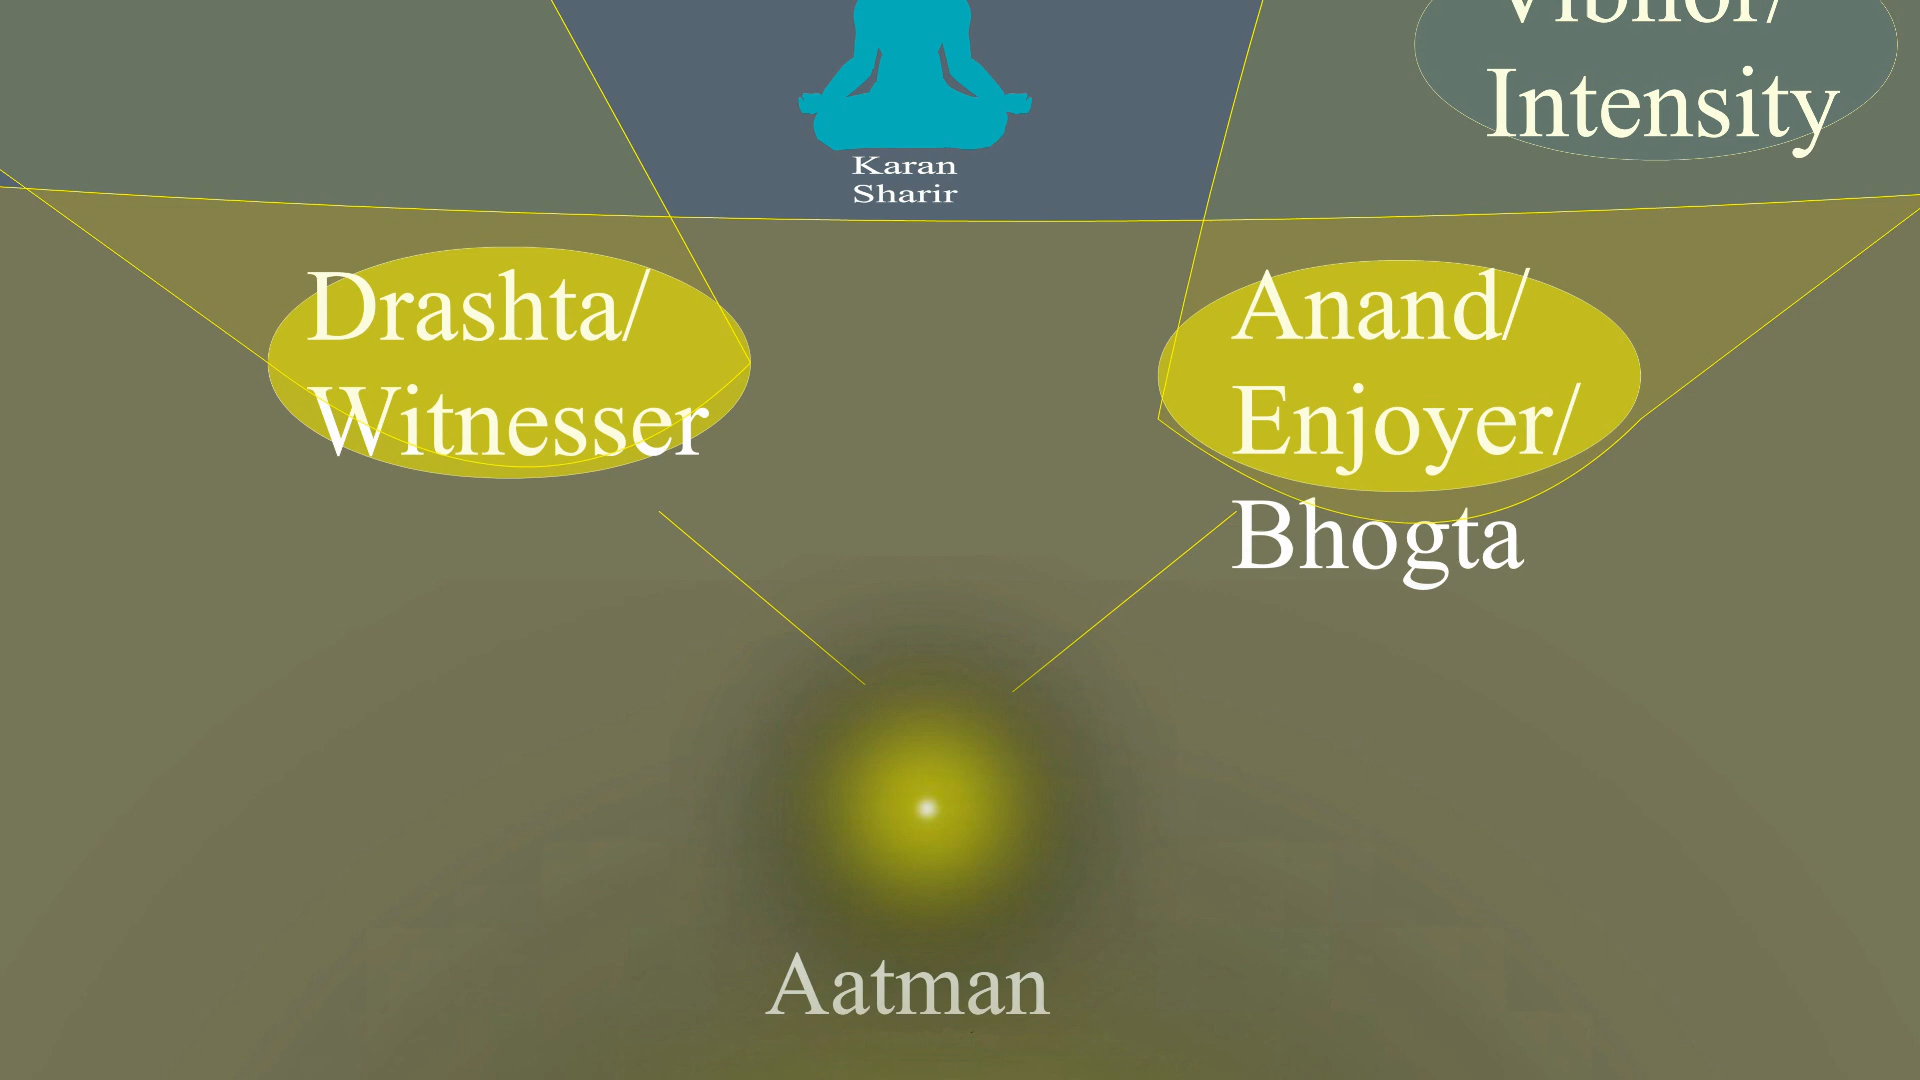 Intensity
Karan
Sharir
Drashta/
Witnesser
Anand/
Enjoyer/
Bhogta
Aatman